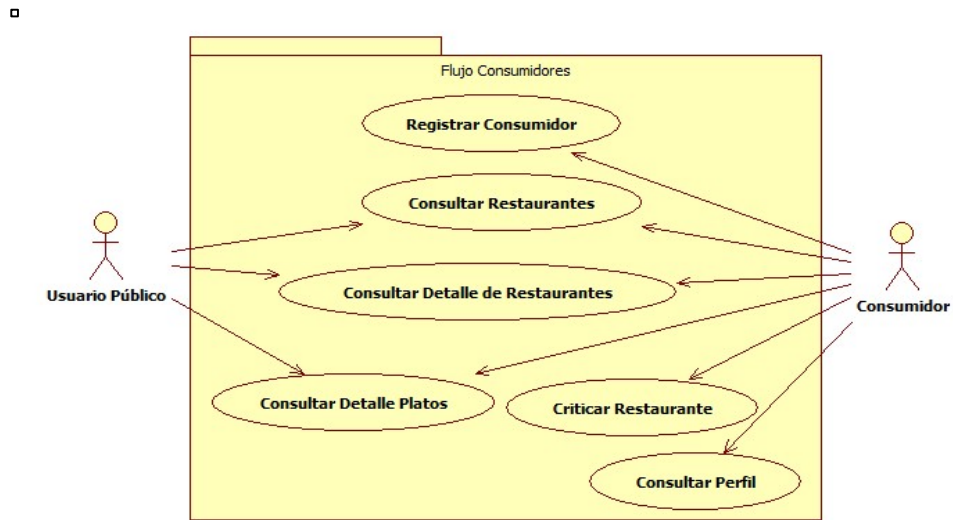 Flujo Consumidores
Registrar Consumidor
Consultar Restaurantes
Usuario Público
Consultar Detalle de Restaurantes
Consumidor
Consultar Detalle Platos
Criticar Restaurante
Consultar Perfil